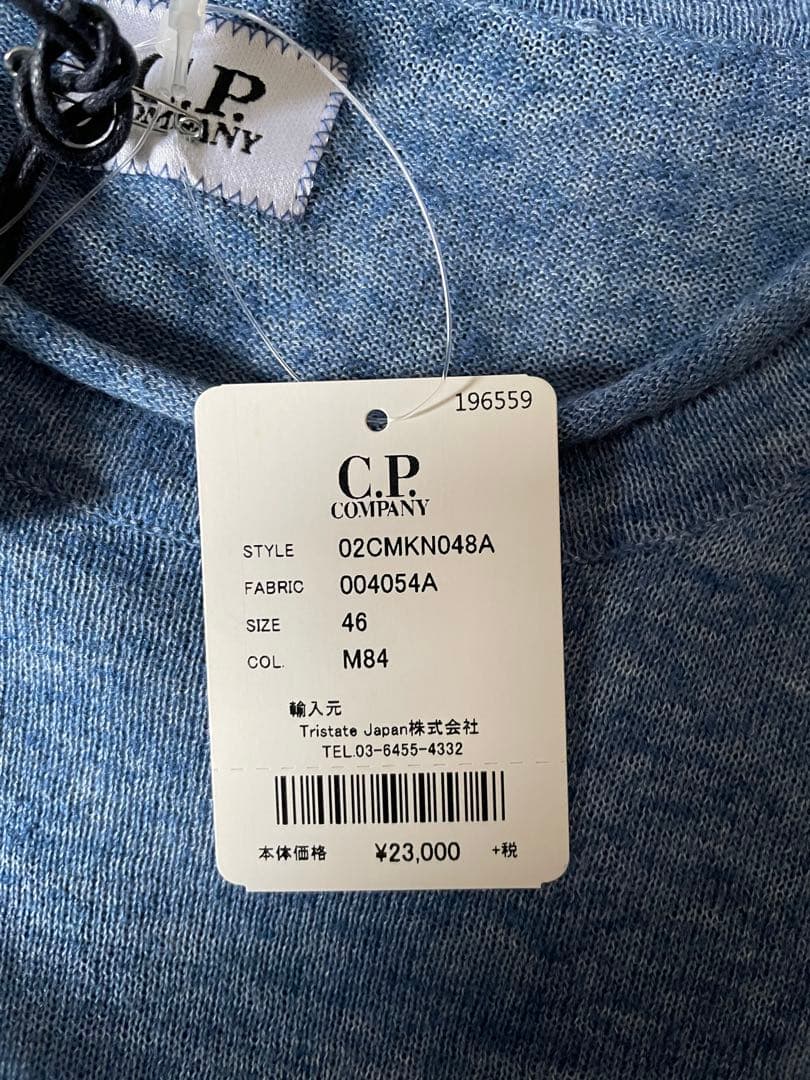 C.P.
COMPANY
196559
C.P.
COMPANY
STYLE 02CMKN048A
FABRIC 004054A
SIZE 46
COL. M84
輸入元
Tristate Japan株式会社
TEL.03-6455-4332
本体価格 ¥23,000 +税